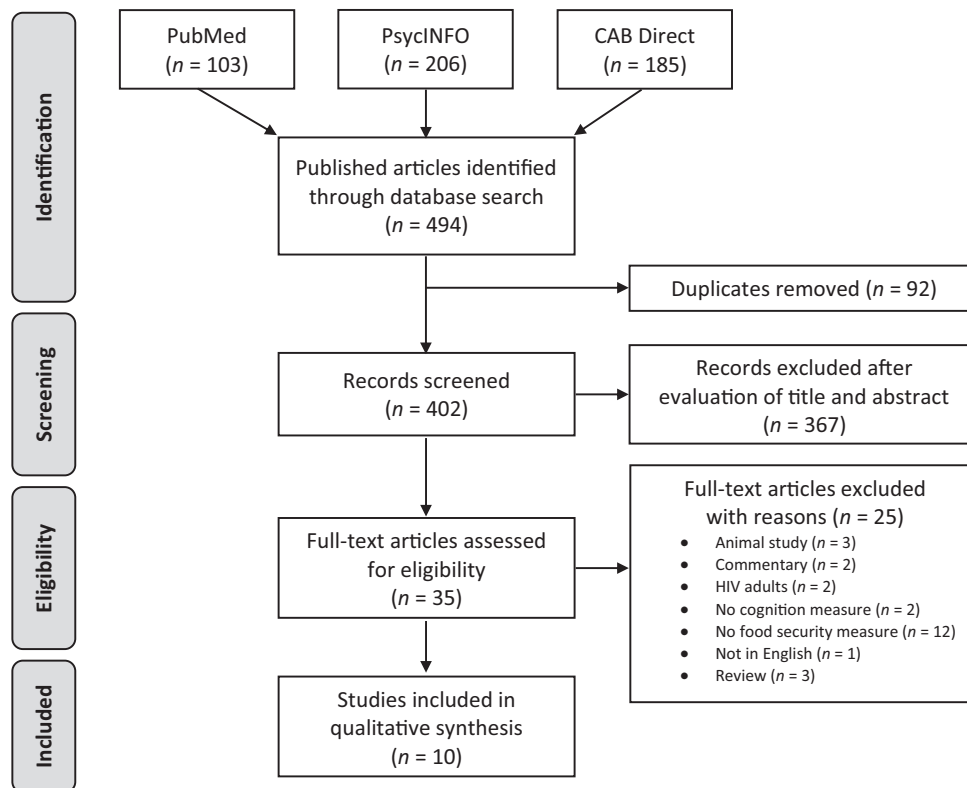 Identification
PubMed
(n = 103)
PsycINFO
(n = 206)
CAB Direct
(n = 185)
Published articles identified
through database search
(n = 494)
Duplicates removed (n = 92)
Screening
Records screened
(n = 402)
Records excluded after
evaluation of title and abstract
(n = 367)
Eligibility
Full-text articles assessed
for eligibility
(n = 35)
Full-text articles excluded
with reasons (n = 25)
• Animal study (n = 3)
• Commentary (n = 2)
• HIV adults (n = 2)
• No cognition measure (n = 2)
• No food security measure (n = 12)
• Not in English (n = 1)
• Review (n = 3)
Included
Studies included in
qualitative synthesis
(n = 10)